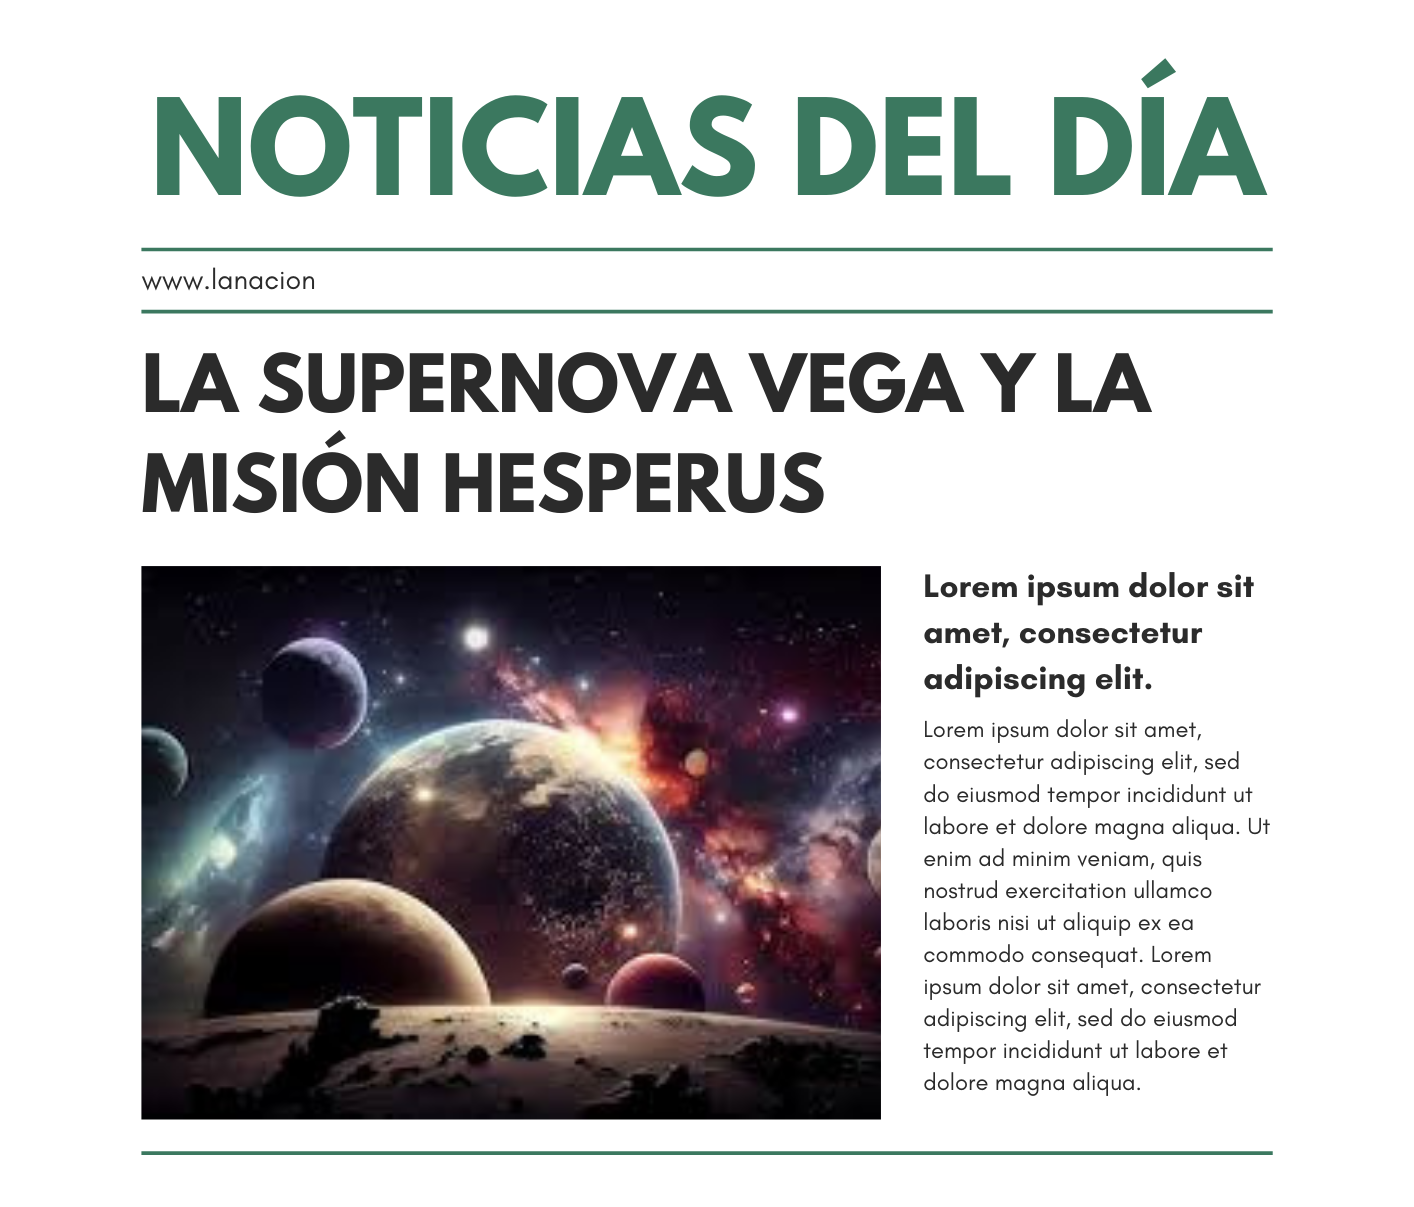 NOTICIAS DEL DÍA
www.lanacion
LA SUPERNOVA VEGA Y LA
MISIÓN HESPERUS
Lorem ipsum dolor sit
amet, consectetur
adipiscing elit.
Lorem ipsum dolor sit amet,
consectetur adipiscing elit, sed
do eiusmod tempor incididunt ut
labore et dolore magna aliqua. Ut
enim ad minim veniam, quis
nostrud exercitation ullamco
laboris nisi ut aliquip ex ea
commodo consequat. Lorem
ipsum dolor sit amet, consectetur
adipiscing elit, sed do eiusmod
tempor incididunt ut labore et
dolore magna aliqua.